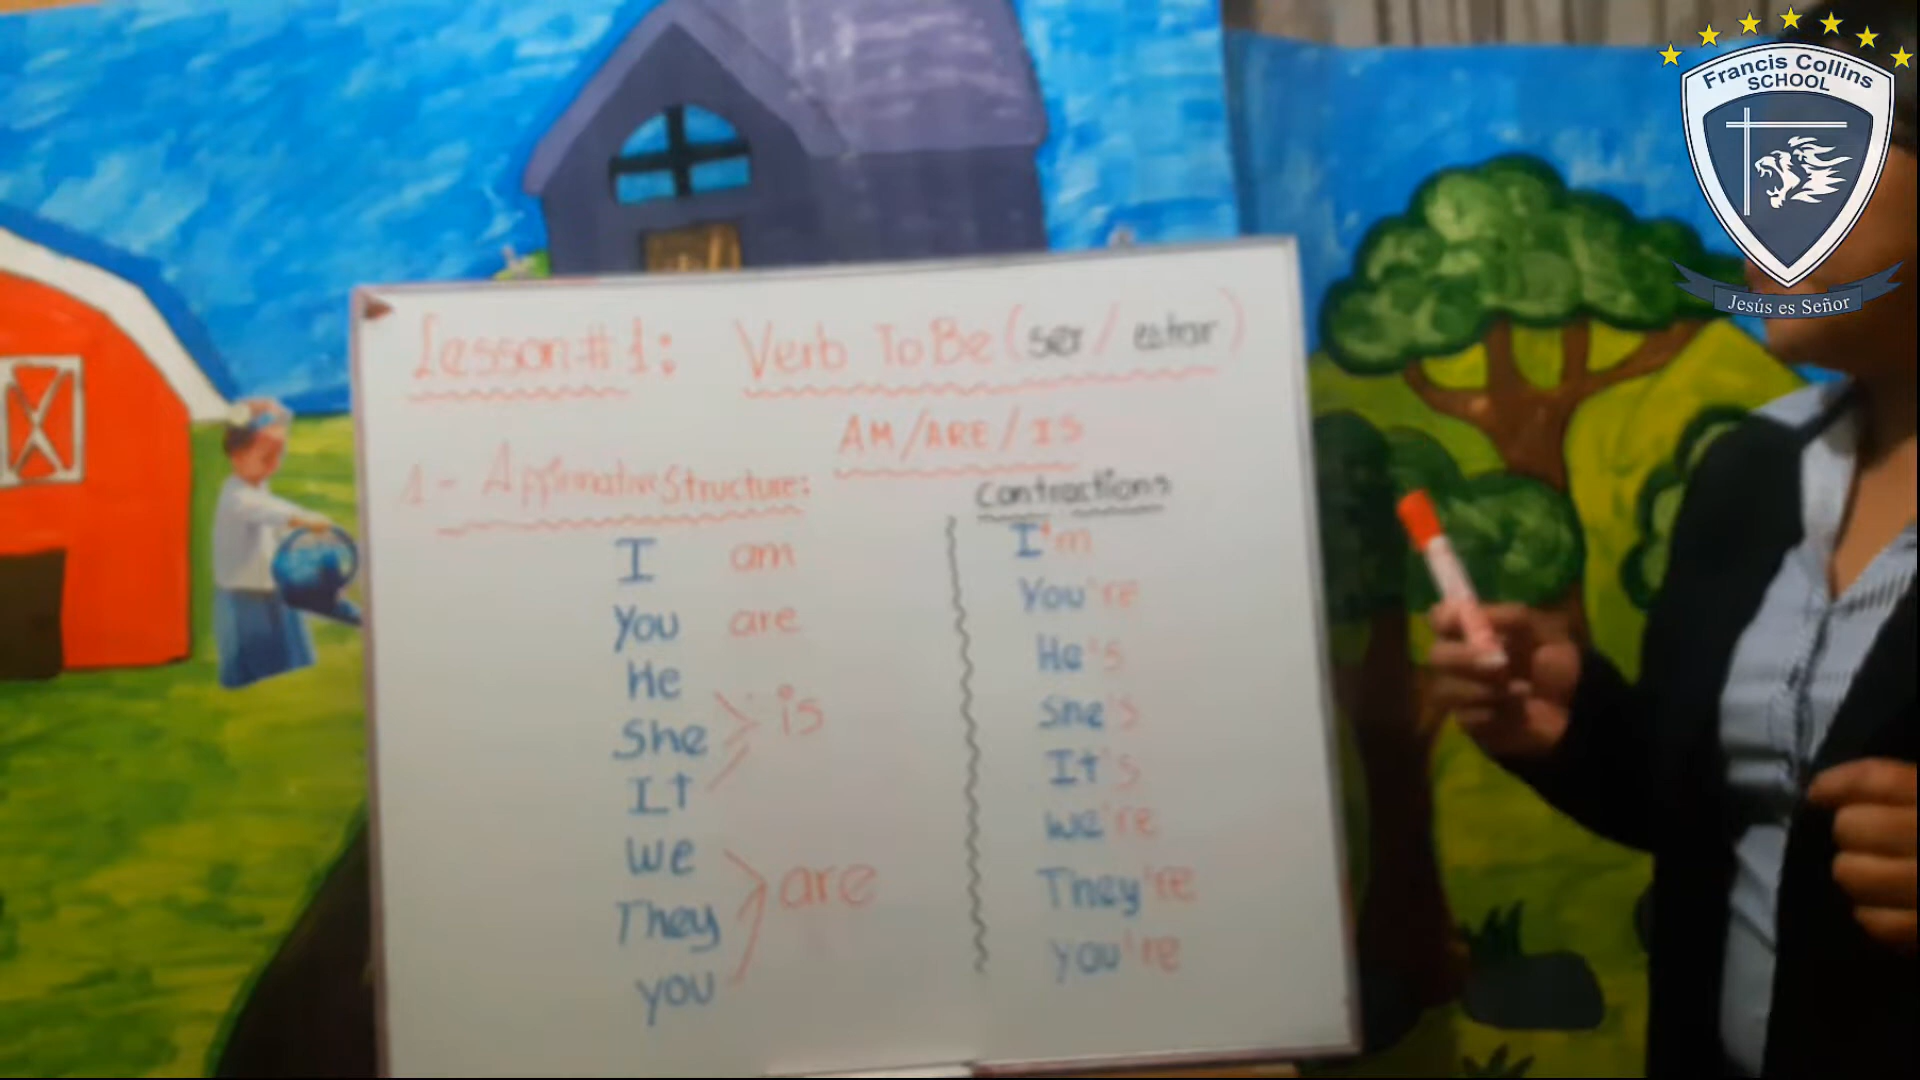 Francis Collins
SCHOOL
Jesús es Señor
Lesson #1: Verb To Be (ser / estar)
AM/ARE/IS
1- Affirmative Structure:
Contractions
I am
You are
He
She
It
is
We
They
you
are
I'm
You're
He's
She's
It's
We're
They're
you're